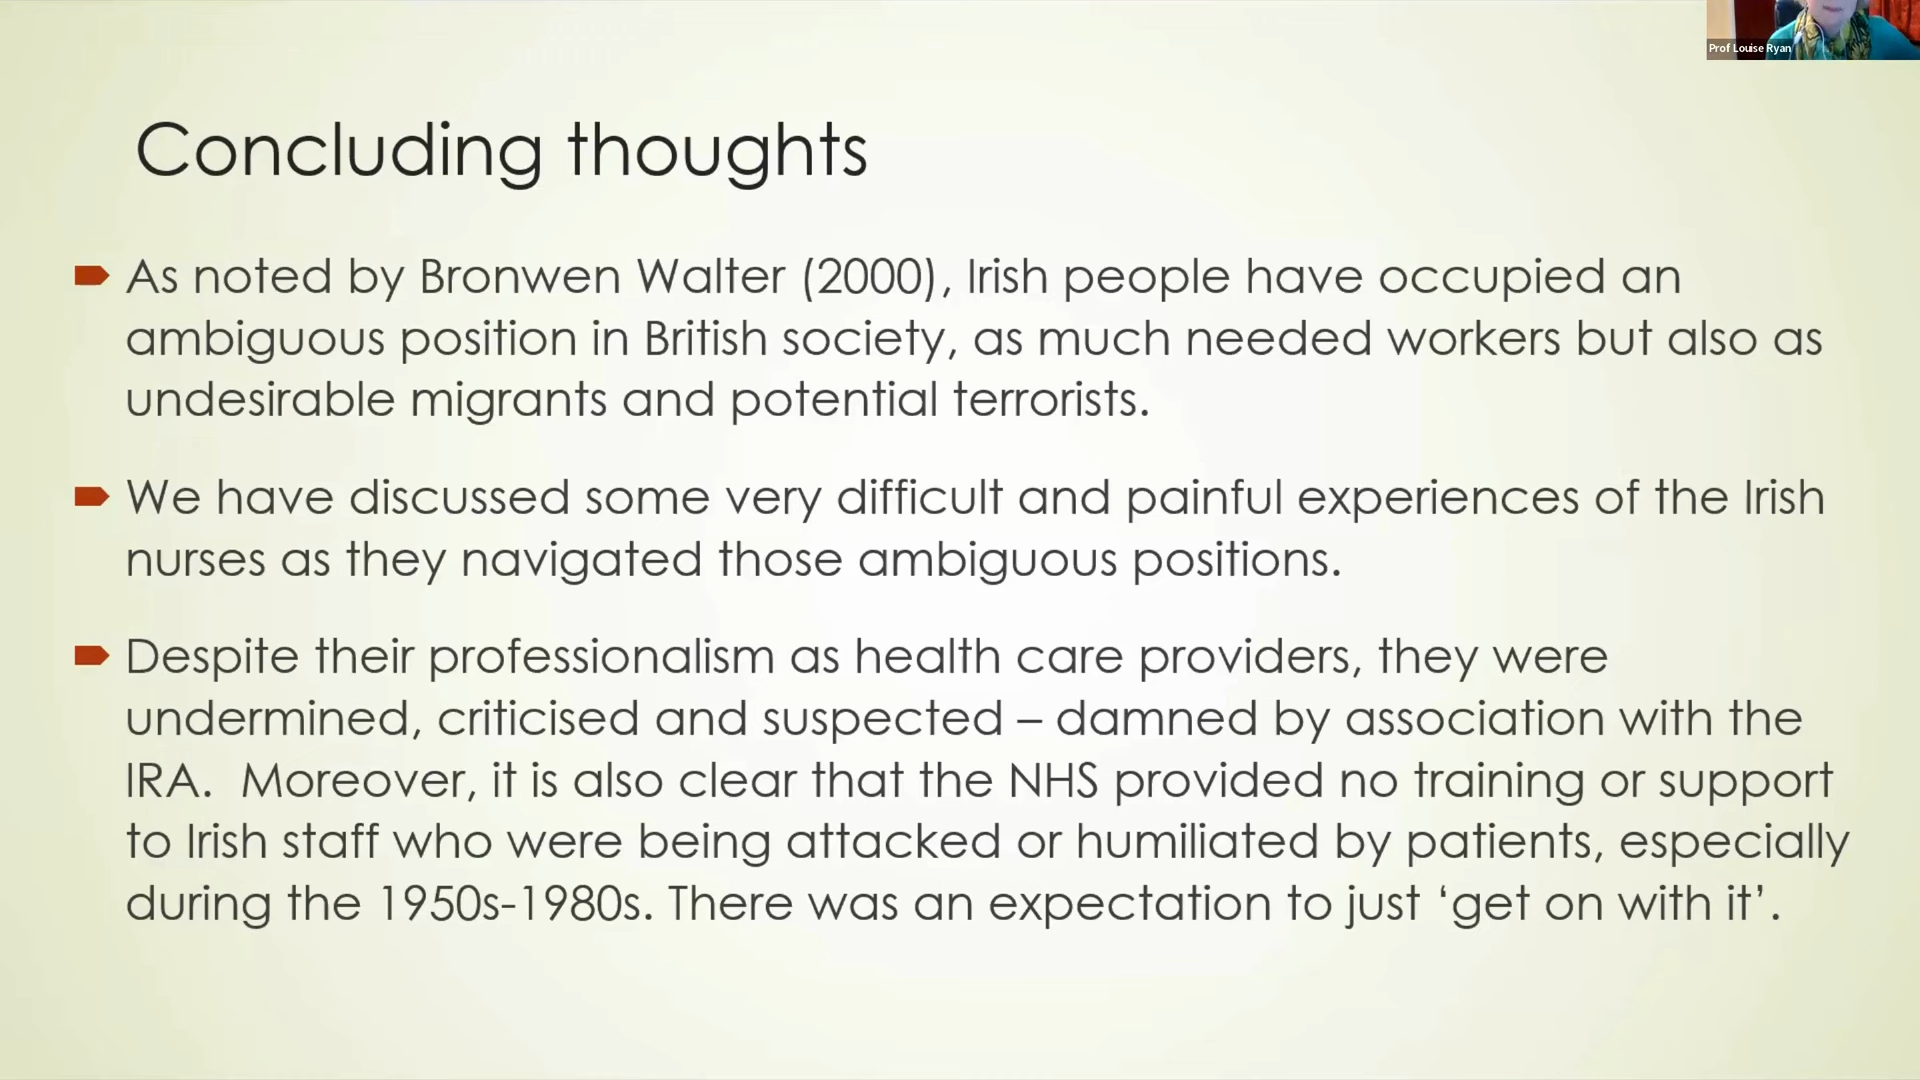 Prof Louise Ryan
Concluding thoughts
As noted by Bronwen Walter (2000), Irish people have occupied an
ambiguous position in British society, as much needed workers but also as
undesirable migrants and potential terrorists.
We have discussed some very difficult and painful experiences of the Irish
nurses as they navigated those ambiguous positions.
Despite their professionalism as health care providers, they were
undermined, criticised and suspected – damned by association with the
IRA.  Moreover, it is also clear that the NHS provided no training or support
to Irish staff who were being attacked or humiliated by patients, especially
during the 1950s-1980s. There was an expectation to just ‘get on with it’.